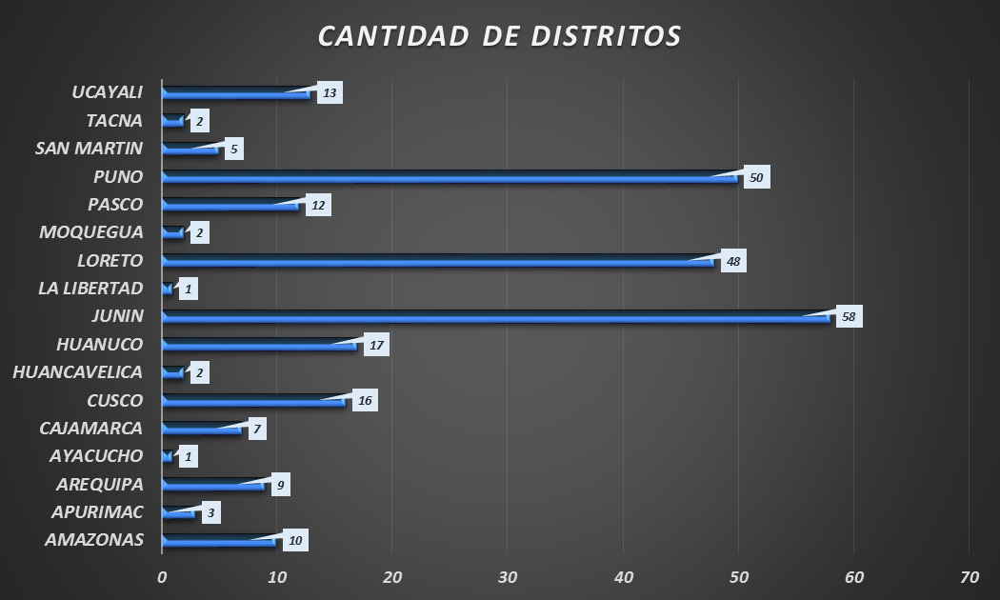 CANTIDAD DE DISTRITOS
UCAYALI 13
TACNA 2
SAN MARTIN 5
PUNO 50
PASCO 12
MOQUEGUA 2
LORETO 48
LA LIBERTAD 1
JUNIN 58
HUANUCO 17
HUANCAVELICA 2
CUSCO 16
CAJAMARCA 7
AYACUCHO 1
AREQUIPA 9
APURIMAC 3
AMAZONAS 10
0 10 20 30 40 50 60 70